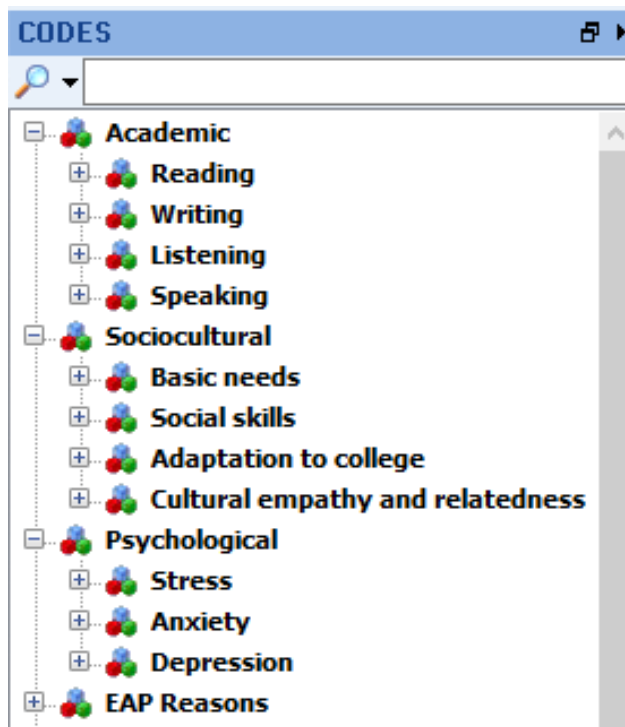 CODES
Academic
Reading
Writing
Listening
Speaking
Sociocultural
Basic needs
Social skills
Adaptation to college
Cultural empathy and relatedness
Psychological
Stress
Anxiety
Depression
EAP Reasons